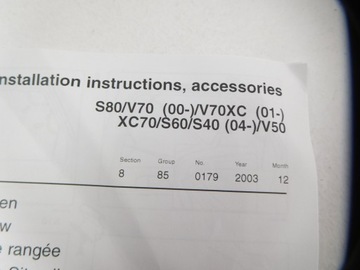 nstallation instructions, accessories
S80/V70 (00-)/V70XC (01-)
XC70/S60/S40 (04-)/V50
Section Group No. Year Month
8 85 0179 2003 12
en
w
rangée